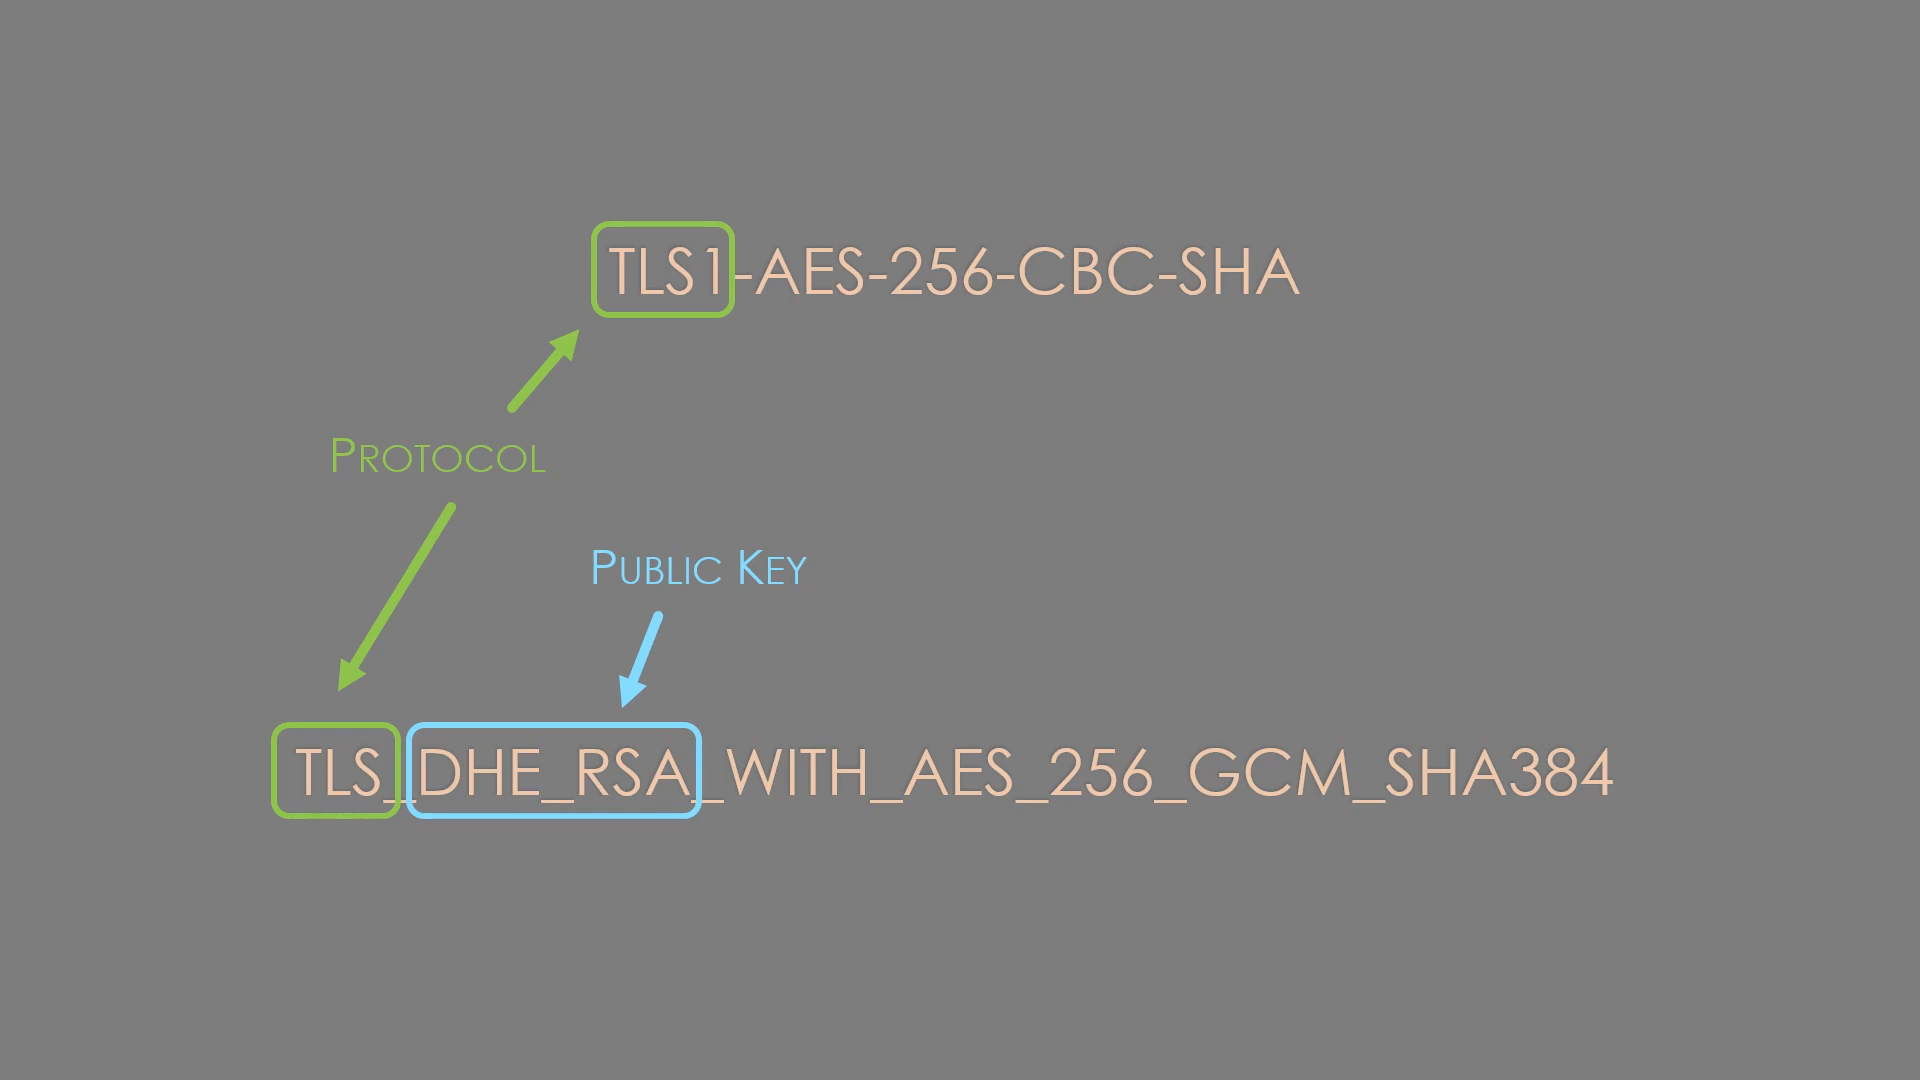 TLS1-AES-256-CBC-SHA
Protocol
Public Key
TLS_DHE_RSA_WITH_AES_256_GCM_SHA384